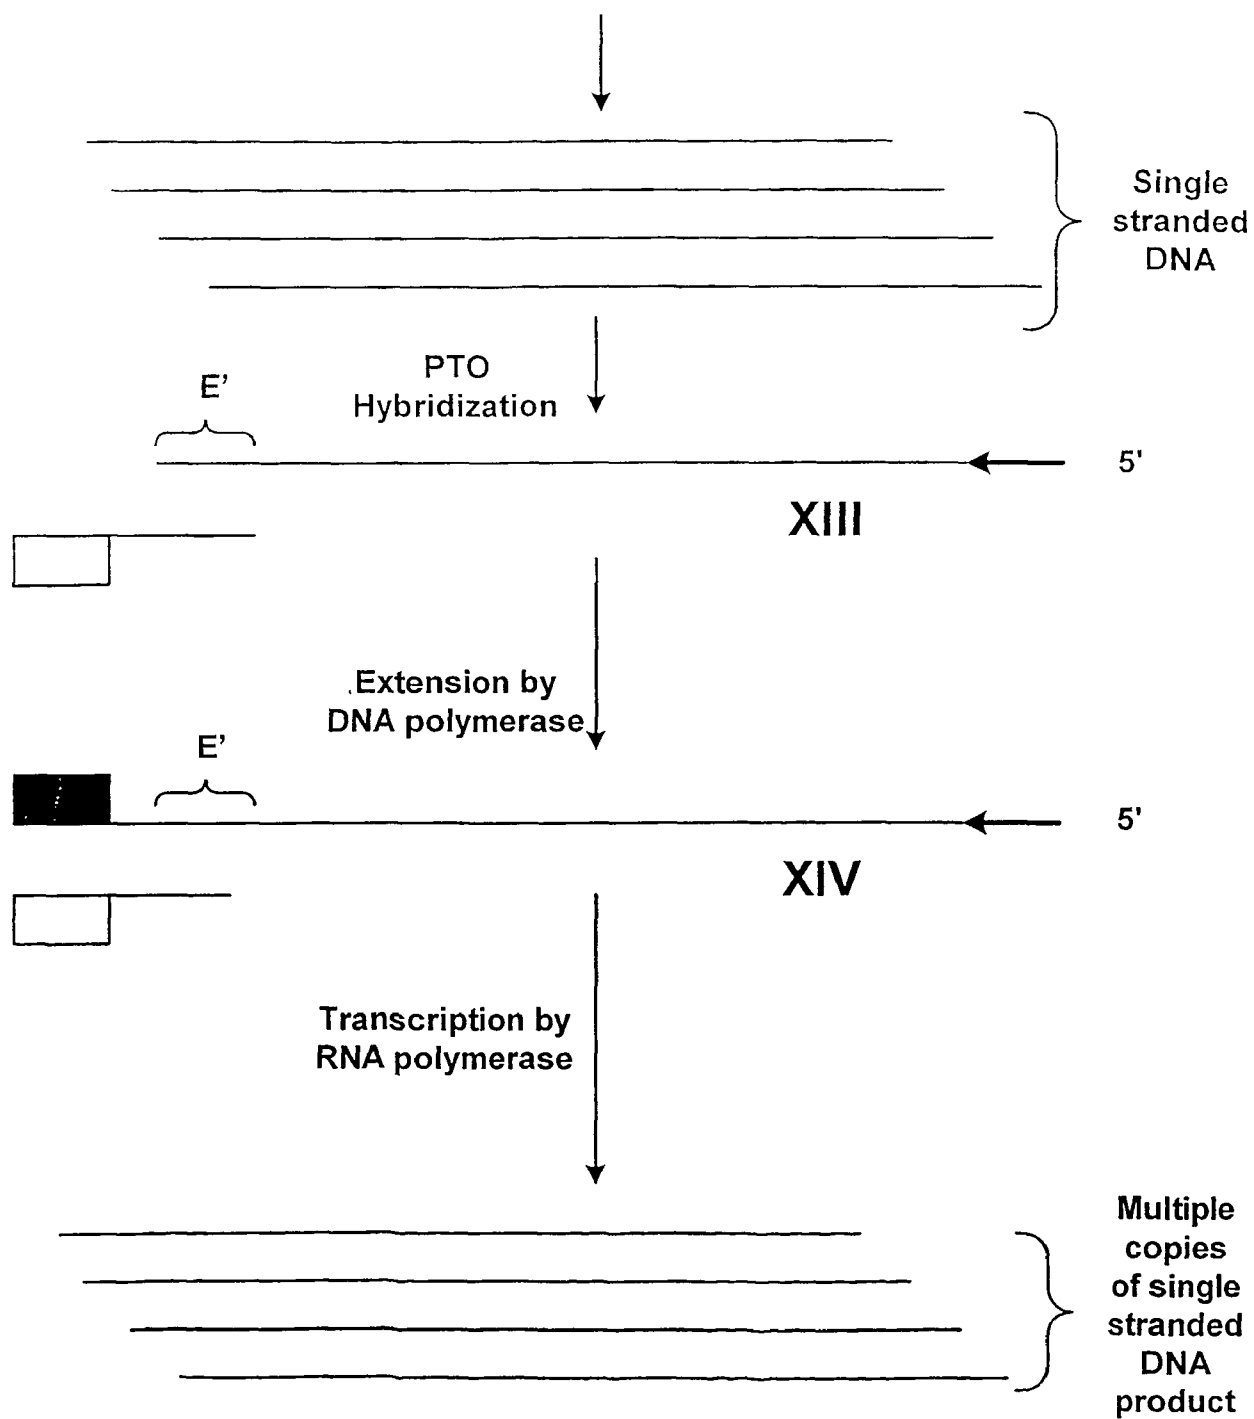 Single
stranded
DNA
PTO
Hybridization
E'
5'
XIII
Extension by
DNA polymerase
E'
5'
XIV
Transcription by
RNA polymerase
Multiple
copies
of single
stranded
DNA
product